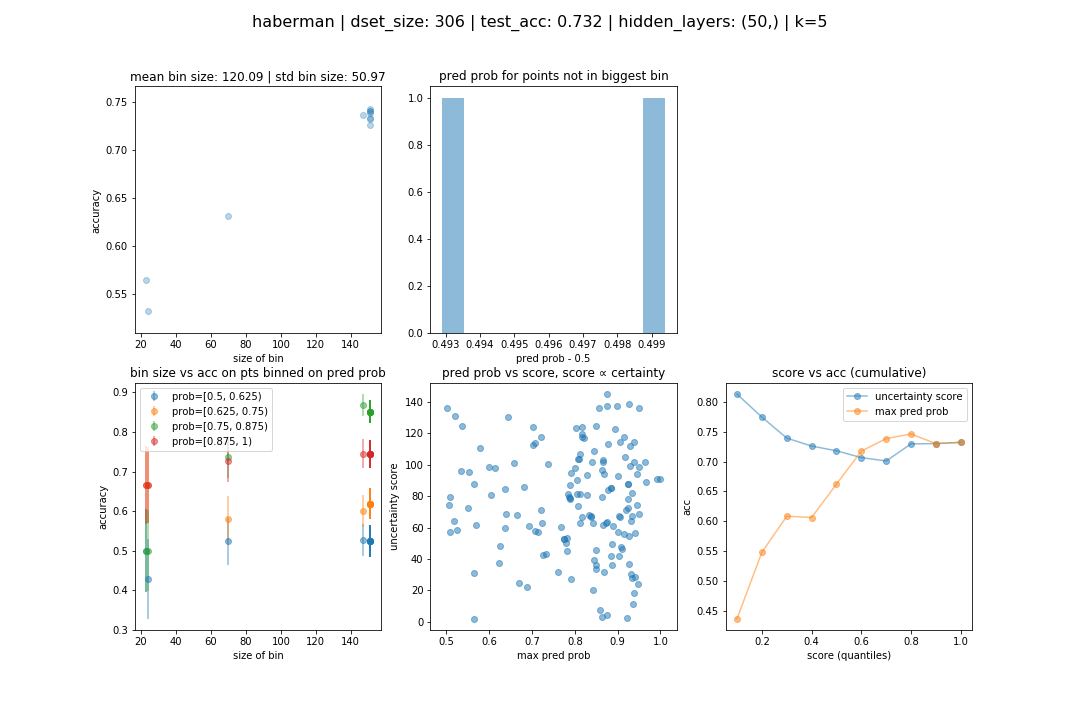 haberman | dset_size: 306 | test_acc: 0.732 | hidden_layers: (50,) | k=5
mean bin size: 120.09 | std bin size: 50.97
0.75
0.70
0.65
0.60
0.55
accuracy
20 40 60 80 100 120 140
size of bin
pred prob for points not in biggest bin
1.0
0.8
0.6
0.4
0.2
0.0
0.493 0.494 0.495 0.496 0.497 0.498 0.499
pred prob - 0.5
bin size vs acc on pts binned on pred prob
prob=[0.5, 0.625)
prob=[0.625, 0.75)
prob=[0.75, 0.875)
prob=[0.875, 1)
0.9
0.8
0.7
0.6
0.5
0.4
0.3
accuracy
20 40 60 80 100 120 140
size of bin
pred prob vs score, score ∝ certainty
140
120
100
80
60
40
20
0
uncertainty score
0.5 0.6 0.7 0.8 0.9 1.0
max pred prob
score vs acc (cumulative)
uncertainty score
max pred prob
0.80
0.75
0.70
0.65
0.60
0.55
0.50
0.45
acc
0.2 0.4 0.6 0.8 1.0
score (quantiles)